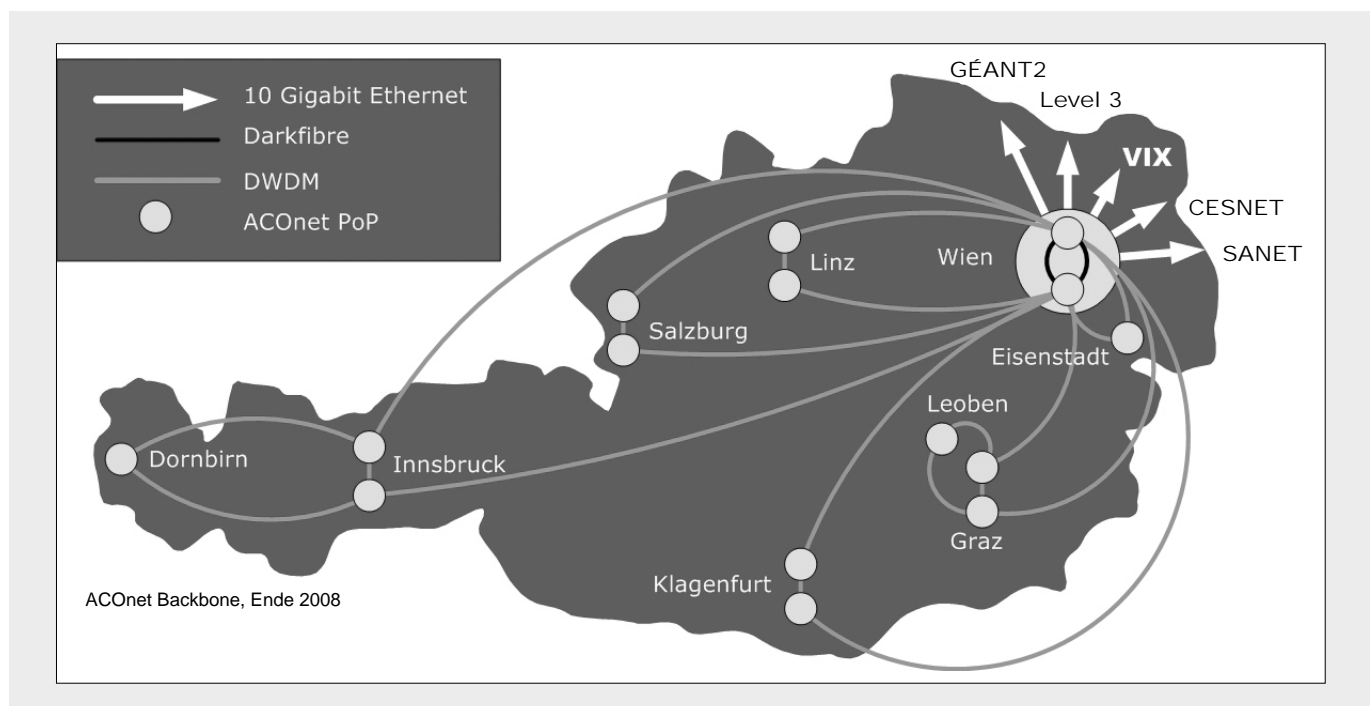 10 Gigabit Ethernet
Darkfibre
DWDM
ACOnet PoP
GÉANT2
Level 3
VIX
CESNET
SANET
Wien
Linz
Salzburg
Eisenstadt
Leoben
Dornbirn
Innsbruck
Graz
Klagenfurt
ACOnet Backbone, Ende 2008